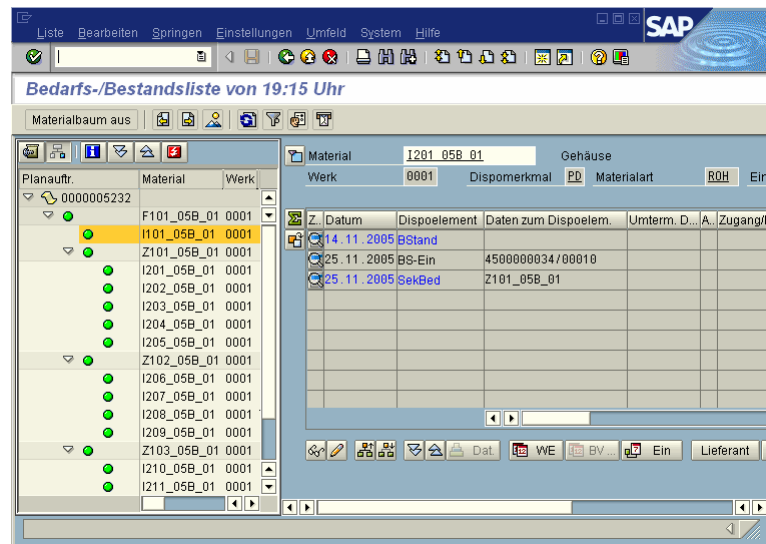 Liste Bearbeiten Springen Einstellungen Umfeld System Hilfe
SAP
Bedarfs-/Bestandsliste von 19:15 Uhr
Materialbaum aus
Planauftr. Material Werk
0000005232
F101_05B_01 0001
I101_05B_01 0001
Z101_05B_01 0001
I201_05B_01 0001
I202_05B_01 0001
I203_05B_01 0001
I204_05B_01 0001
I205_05B_01 0001
Z102_05B_01 0001
I206_05B_01 0001
I207_05B_01 0001
I208_05B_01 0001
I209_05B_01 0001
Z103_05B_01 0001
I210_05B_01 0001
I211_05B_01 0001
Material I201_05B_01 Gehäuse
Werk 0001 Dispomerkmal PD Materialart ROH Ein
Z.. Datum Dispoelement Daten zum Dispoelem. Umterm. D... A.. Zugang/
14.11.2005 BStand
25.11.2005 BS-Ein 4500000034/00010
25.11.2005 SekBed Z101_05B_01
Dat. WE BV ... Ein Lieferant